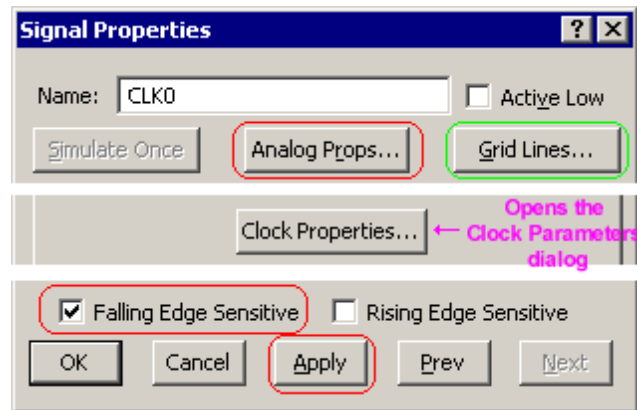 Signal Properties
Name: CLK0 Active Low
Simulate Once Analog Props... Grid Lines...
Opens the
Clock Properties... Clock Parameters
dialog
Falling Edge Sensitive Rising Edge Sensitive
OK Cancel Apply Prev Next